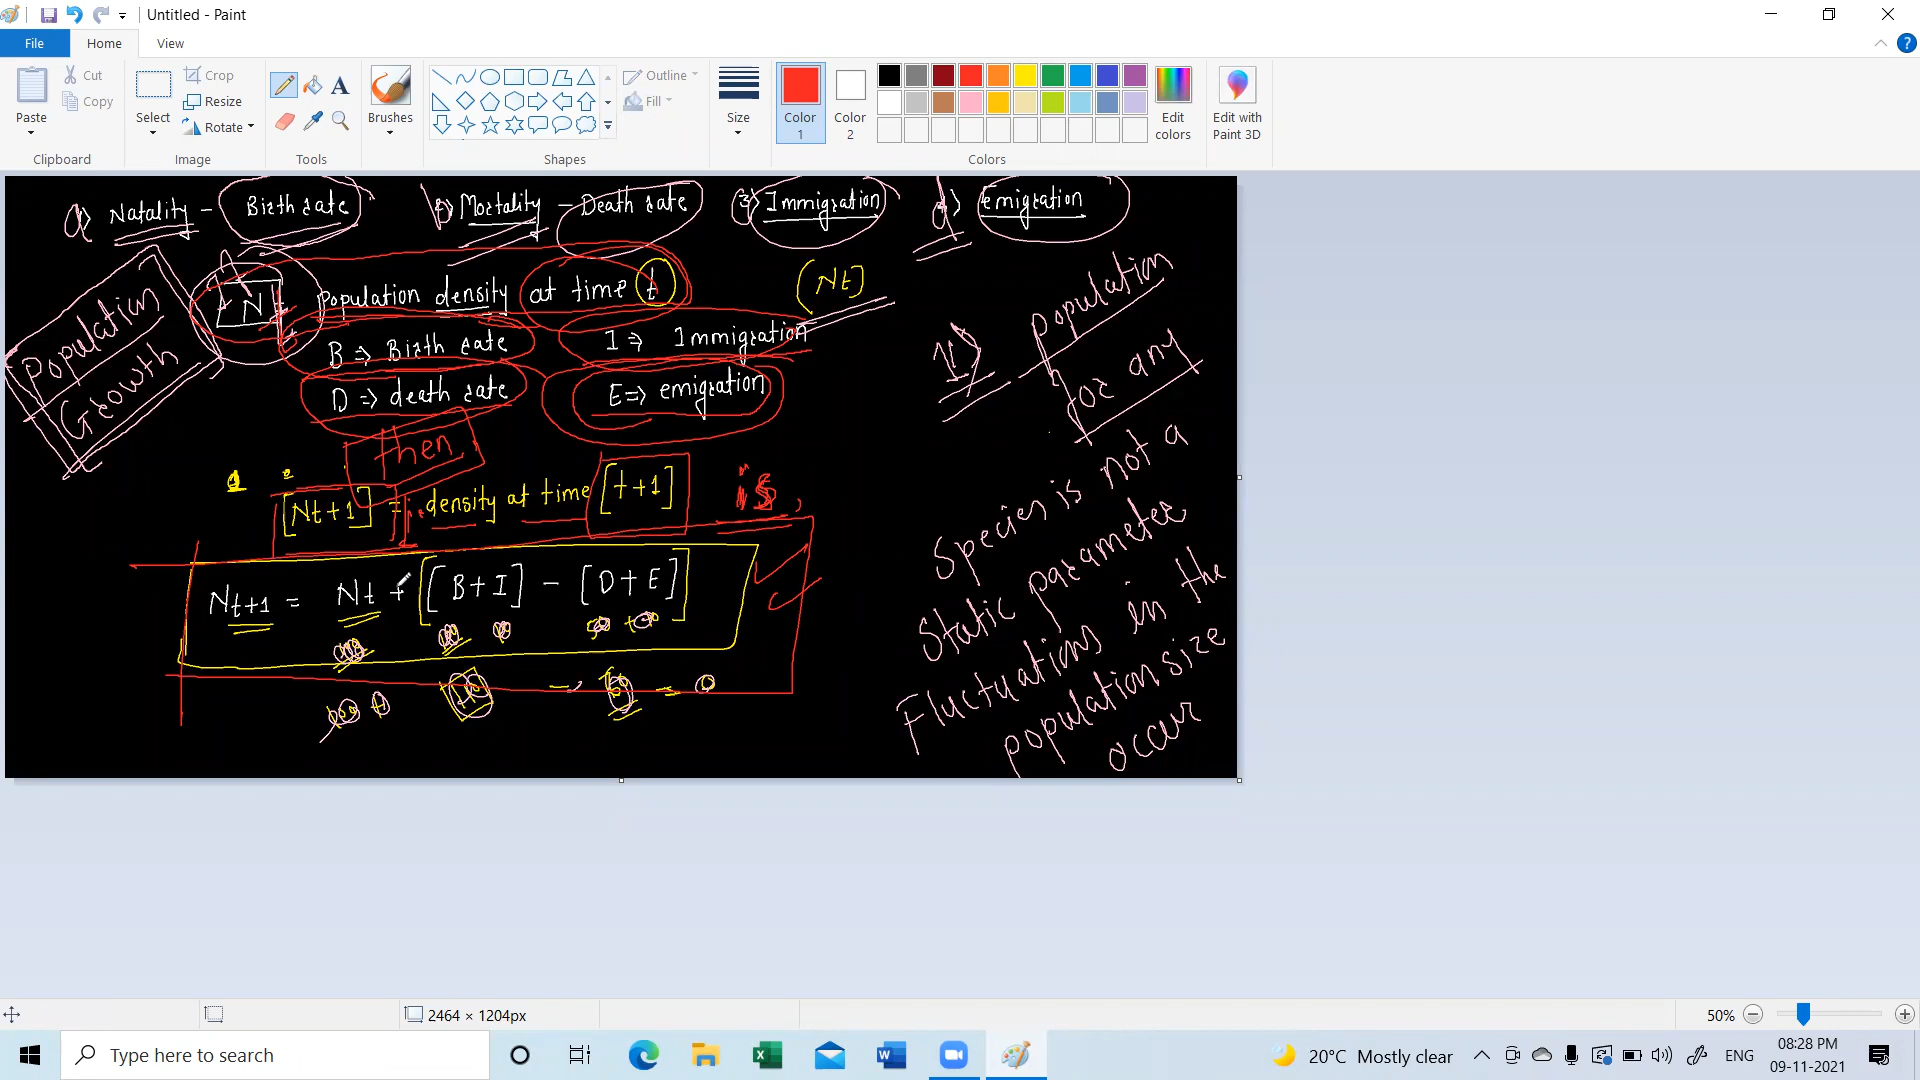 Untitled - Paint
File Home View
Paste
Cut
Copy
Clipboard
Select
Crop
Resize
Rotate
Image
Tools
Brushes
Shapes
Outline
Fill
Size
Color 1
Color 2
Colors
Edit colors
Edit with Paint 3D
a) Natality - Birth rate b) Mortality - Death rate 3) Immigration d) emigration
Population Growth
N population density at time t (Nt)
B => Birth rate I => Immigration
D => death rate E => emigration
then
[Nt+1] = density at time [t+1] is,
Nt+1 = Nt + [[B+I] - [D+E]]
1) population
for any
Species is not a
Static parameter
Fluctuations in the
population size
occur
2464 × 1204px
50%
Type here to search
20°C Mostly clear
ENG
08:28 PM
09-11-2021